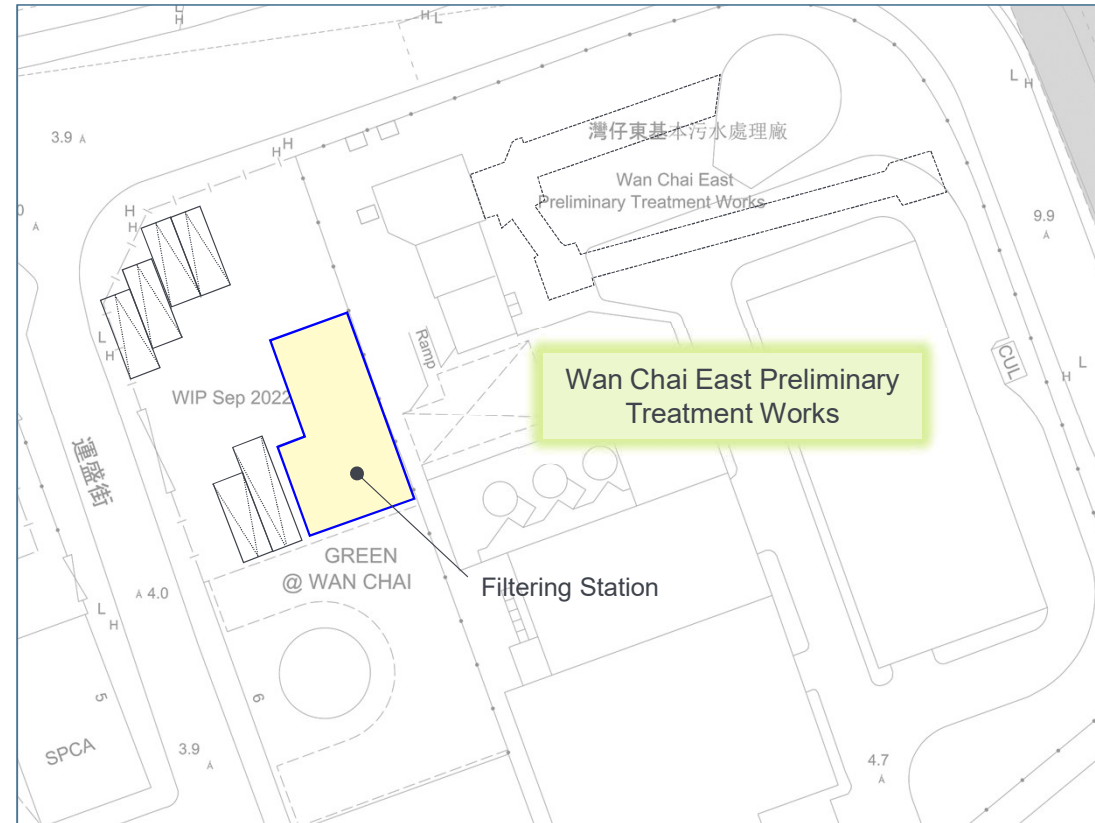 H
L
H
L
H
L
H
3.9
H
H
灣仔東基本污水處理廠
Wan Chai East
Preliminary Treatment Works
H
H
9.9
L
H
Ramp
CUL
H
L
Wan Chai East Preliminary
Treatment Works
WIP Sep 2022
運盛街
GREEN
@ WAN CHAI
Filtering Station
4.0
L
H
5
6
SPCA
3.9
4.7